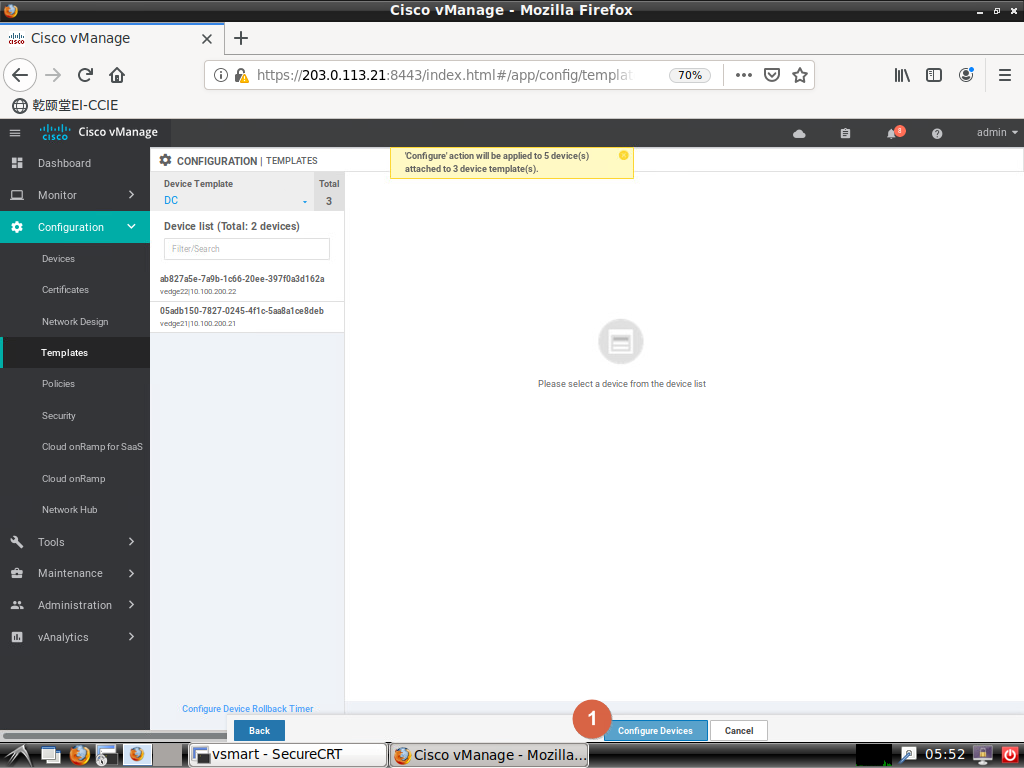 Cisco vManage - Mozilla Firefox
Cisco vManage
https://203.0.113.21:8443/index.html#/app/config/templat
70%
乾颐堂EI-CCIE
cisco
Cisco vManage
8
admin
Dashboard
Monitor
Configuration
Devices
Certificates
Network Design
Templates
Policies
Security
Cloud onRamp for SaaS
Cloud onRamp
Network Hub
Tools
Maintenance
Administration
vAnalytics
CONFIGURATION | TEMPLATES
'Configure' action will be applied to 5 device(s)
attached to 3 device template(s).
Device Template
Total
DC
3
Device list (Total: 2 devices)
Filter/Search
ab827a5e-7a9b-1c66-20ee-397f0a3d162a
vedge22|10.100.200.22
05adb150-7827-0245-4f1c-5aa8a1ce8deb
vedge21|10.100.200.21
Please select a device from the device list
Configure Device Rollback Timer
Back
1
Configure Devices
Cancel
vsmart - SecureCRT
Cisco vManage - Mozilla...
05:52